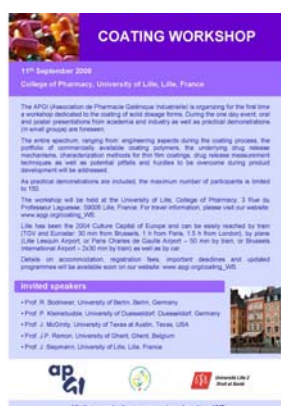 COATING WORKSHOP
11th September 2008
College of Pharmacy, University of Lille, Lille, France
The APGI (Association de Pharmacie Galénique Industrielle) is organizing for the first time
a workshop dedicated to the coating of solid dosage forms. During the one day event, oral
and poster presentations from academia and industry as well as practical demonstrations
(in small groups) are foreseen.
The entire spectrum, ranging from engineering aspects during the coating process, the
portfolio of commercially available coating polymers, the underlying drug release
mechanisms, characterization methods for thin film coatings, drug release measurement
techniques as well as potential pitfalls and hurdles to be overcome during product
development will be addressed.
As practical demonstrations are included, the maximum number of participants is limited
to 150.
The workshop will be held at the University of Lille, College of Pharmacy, 3 Rue du
Professeur Laguesse, 59006 Lille, France. For travel information, please visit our website:
www.apgi.org/coating_WS.
Lille has been the 2004 Culture Capital of Europe and can be easily reached by train
(TGV and Eurostar: 30 min from Brussels, 1 h from Paris, 1.5 h from London), by plane
(Lille Lesquin Airport, or Paris Charles de Gaulle Airport – 50 min by train, or Brussels
International Airport – 2x30 min by train) as well as by car.
Details on accommodation, registration fees, important deadlines and updated
programmes will be available soon on our website: www.apgi.org/coating_WS.
Invited speakers
• Prof. R. Bodmeier, University of Berlin, Berlin, Germany
• Prof. P. Kleinebudde, University of Duesseldorf, Duesseldorf, Germany
• Prof. J. McGinity, University of Texas at Austin, Texas, USA
• Prof. J.P. Remon, University of Ghent, Ghent, Belgium
• Prof. J. Siepmann, University of Lille, Lille, France
apGI
Université Lille 2
Droit et Santé